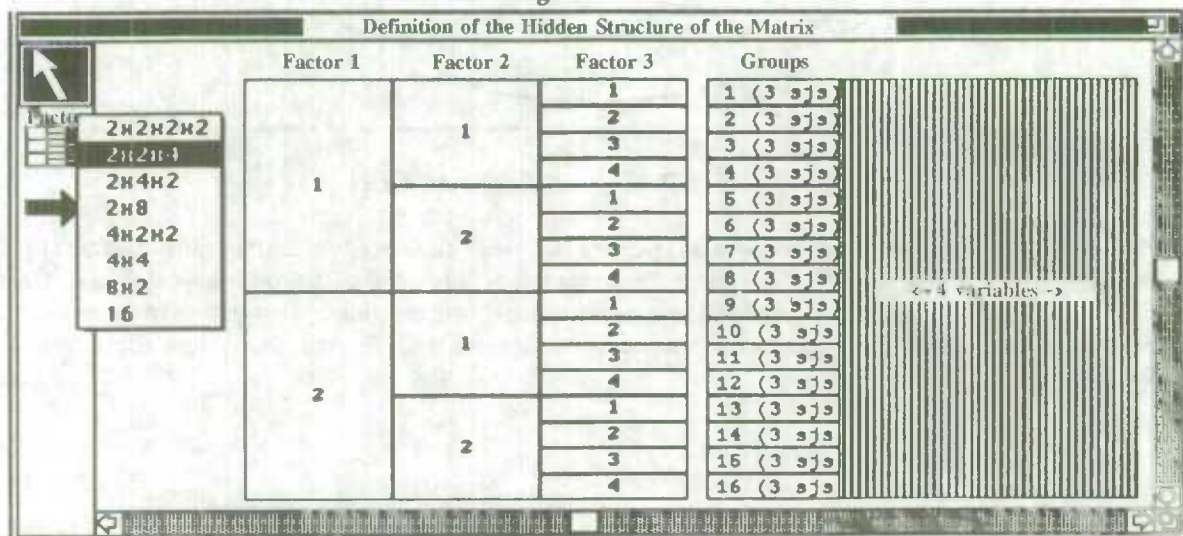 Definition of the Hidden Structure of the Matrix
Factor 1 Factor 2 Factor 3 Groups
2x2x2x2
2x2x4
2x4x2
2x8
4x2x2
4x4
8x2
16
1
2
1
2
1
2
1
2
3
4
1
2
3
4
1
2
3
4
1
2
3
4
1 (3 sjs)
2 (3 sjs)
3 (3 sjs)
4 (3 sjs)
5 (3 sjs)
6 (3 sjs)
7 (3 sjs)
8 (3 sjs)
9 (3 sjs)
10 (3 sjs
11 (3 sjs
12 (3 sjs
13 (3 sjs
14 (3 sjs
15 (3 sjs
16 (3 sjs
<- 4 variables ->